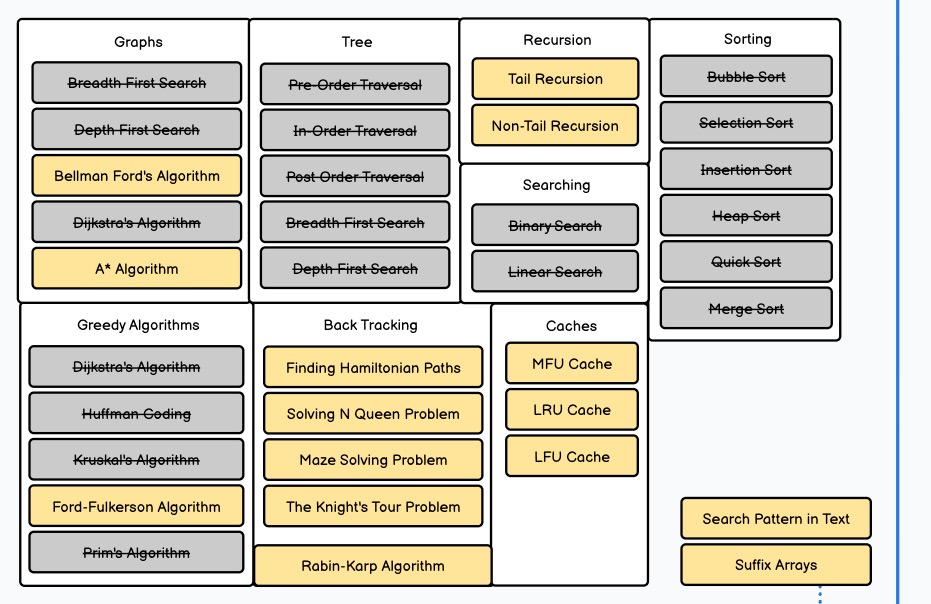 Graphs
Breadth First Search
Depth First Search
Bellman Ford's Algorithm
Dijkstra's Algorithm
A* Algorithm
Tree
Pre-Order Traversal
In-Order Traversal
Post Order Traversal
Breadth First Search
Depth First Search
Recursion
Tail Recursion
Non-Tail Recursion
Searching
Binary Search
Linear Search
Sorting
Bubble Sort
Selection Sort
Insertion Sort
Heap Sort
Quick Sort
Merge Sort
Greedy Algorithms
Dijkstra's Algorithm
Huffman Coding
Kruskal's Algorithm
Ford-Fulkerson Algorithm
Prim's Algorithm
Back Tracking
Finding Hamiltonian Paths
Solving N Queen Problem
Maze Solving Problem
The Knight's Tour Problem
Rabin-Karp Algorithm
Caches
MFU Cache
LRU Cache
LFU Cache
Search Pattern in Text
Suffix Arrays